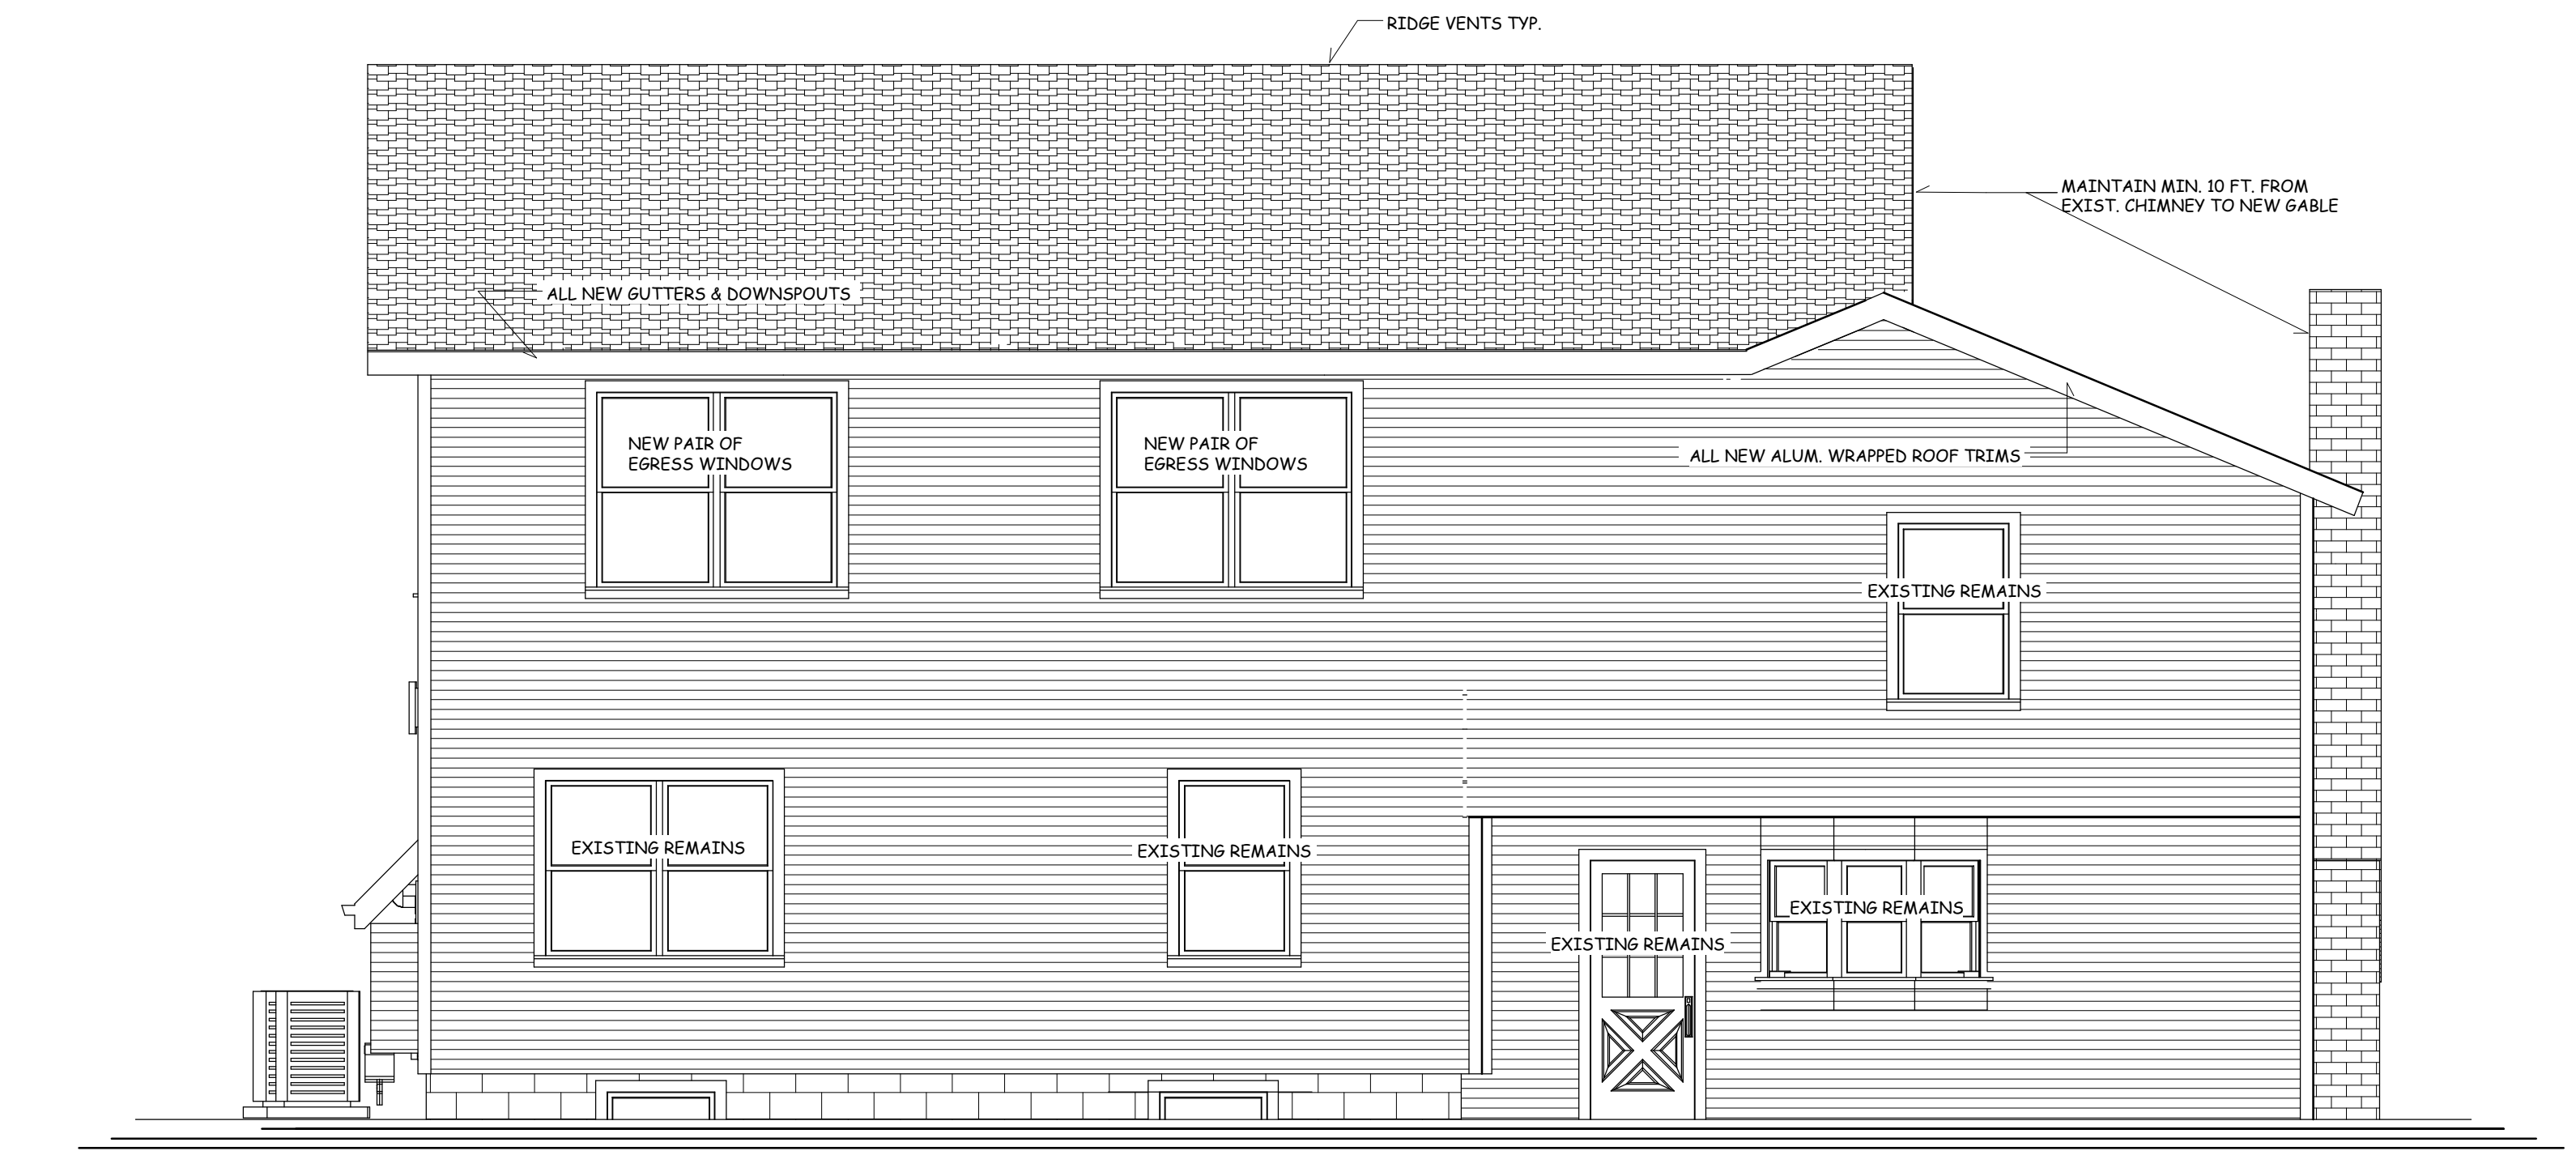 RIDGE VENTS TYP.
MAINTAIN MIN. 10 FT. FROM
EXIST. CHIMNEY TO NEW GABLE
ALL NEW GUTTERS & DOWNSPOUTS
NEW PAIR OF
EGRESS WINDOWS
NEW PAIR OF
EGRESS WINDOWS
ALL NEW ALUM. WRAPPED ROOF TRIMS
EXISTING REMAINS
EXISTING REMAINS
EXISTING REMAINS
EXISTING REMAINS
EXISTING REMAINS